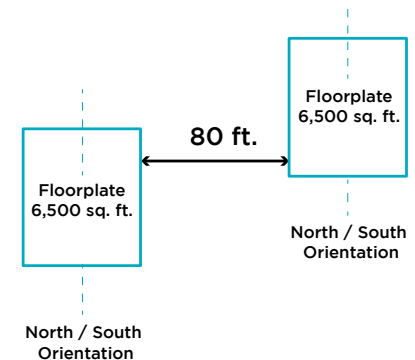 Floorplate
6,500 sq. ft.
80 ft.
Floorplate
6,500 sq. ft.
North / South
Orientation
North / South
Orientation